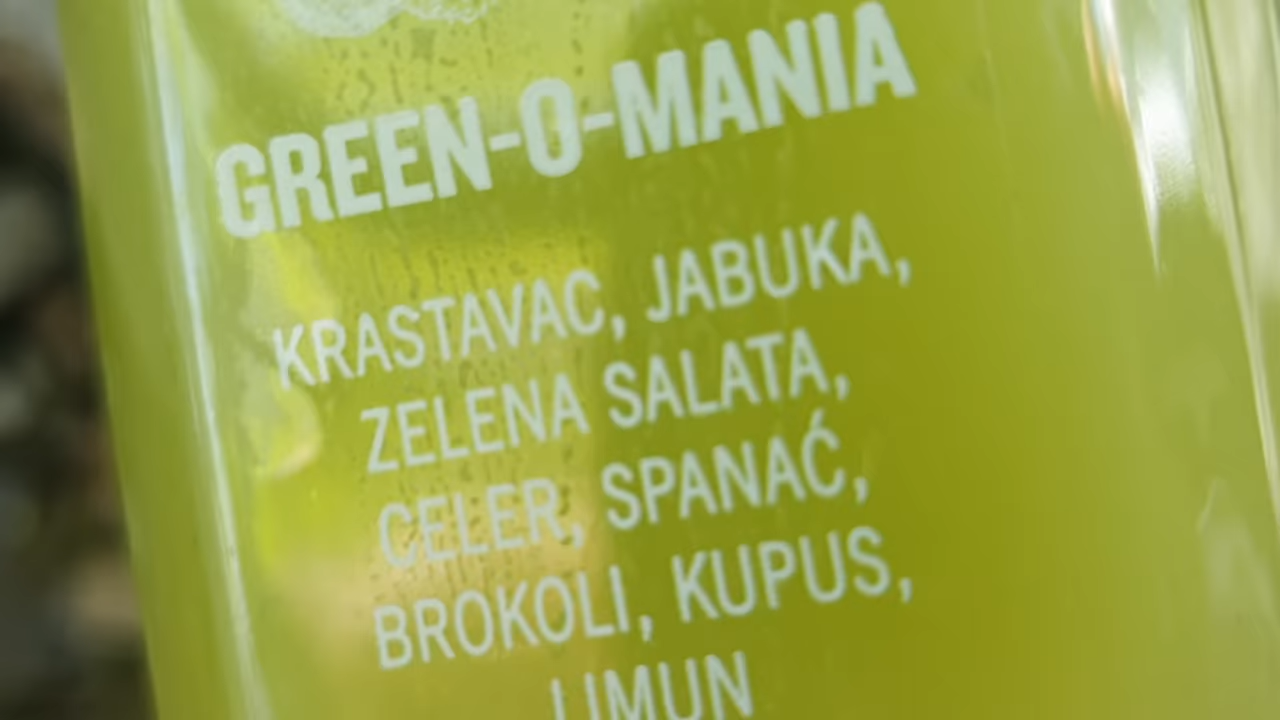 GREEN-O-MANIA
KRASTAVAC, JABUKA,
ZELENA SALATA,
CELER, SPANAĆ,
BROKOLI, KUPUS,
LIMUN